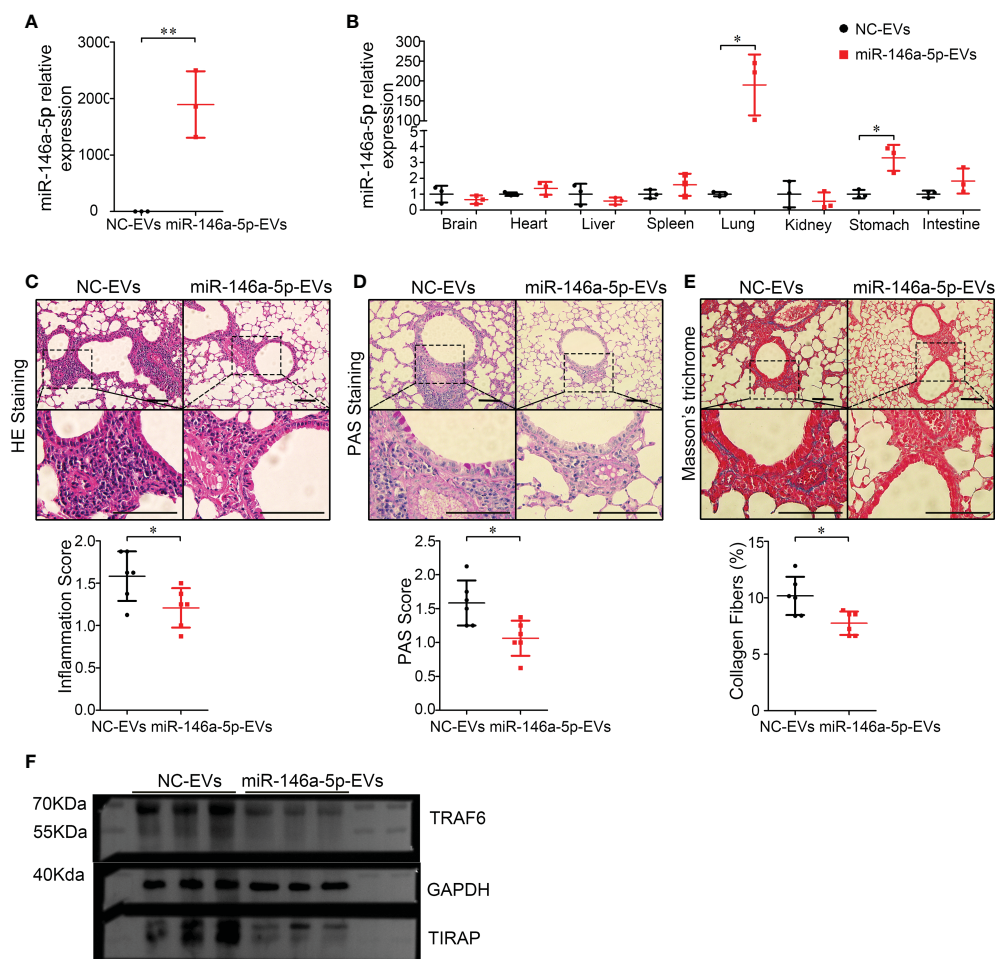 A
miR-146a-5p relative
expression
3000
2000
1000
0
**
NC-EVs miR-146a-5p-EVs
B
miR-146a-5p relative
expression
300
250
200
150
100
50
6
5
4
3
2
1
0
*
*
NC-EVs
miR-146a-5p-EVs
Brain Heart Liver Spleen Lung Kidney Stomach Intestine
C
NC-EVs miR-146a-5p-EVs
HE Staining
*
Inflammation Score
2.0
1.5
1.0
0.5
0.0
NC-EVs miR-146a-5p-EVs
D
NC-EVs miR-146a-5p-EVs
PAS Staining
*
PAS Score
2.5
2.0
1.5
1.0
0.5
0.0
NC-EVs miR-146a-5p-EVs
E
NC-EVs miR-146a-5p-EVs
Masson's trichrome
*
Collagen Fibers (%)
15
10
5
0
NC-EVs miR-146a-5p-EVs
F
NC-EVs miR-146a-5p-EVs
70KDa
55KDa
TRAF6
40Kda
GAPDH
TIRAP